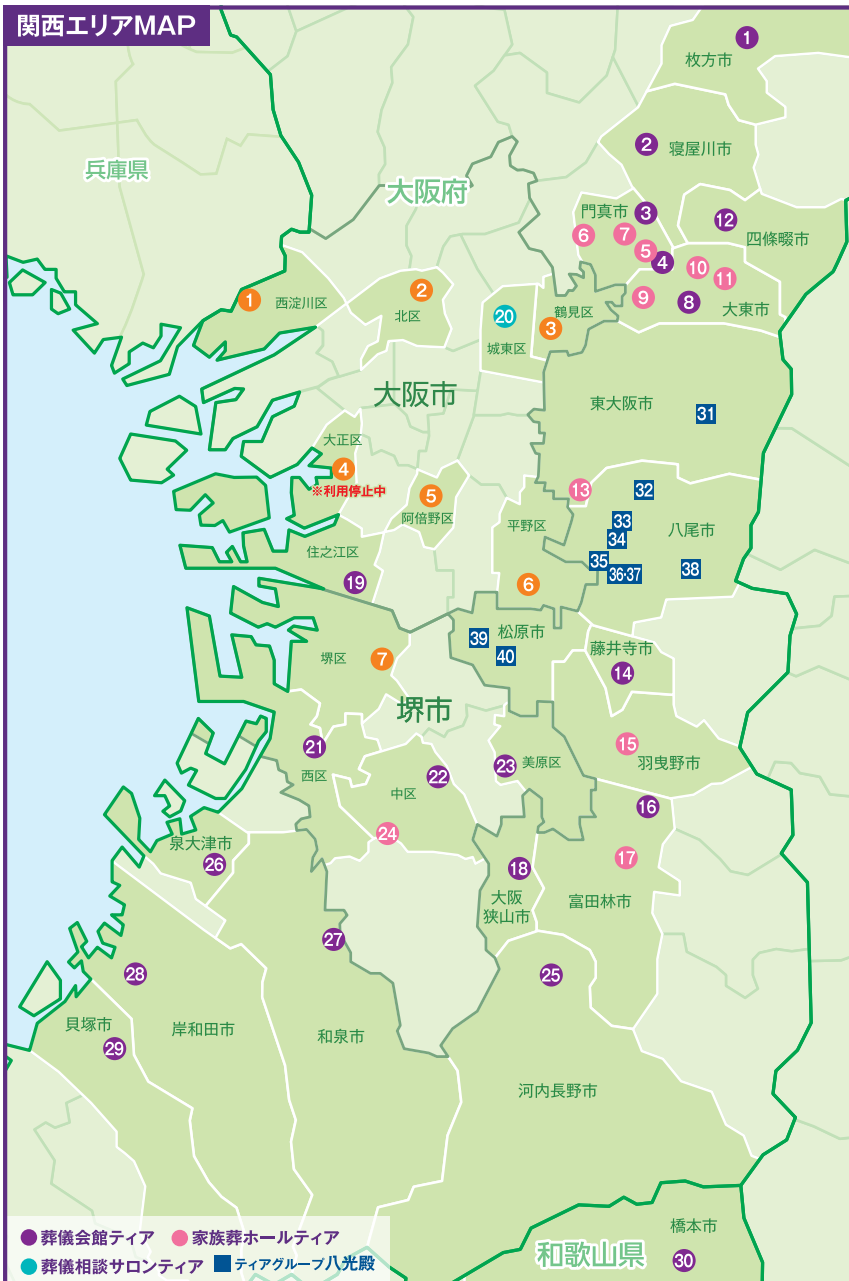 関西エリアMAP
1
枚方市
2
寝屋川市
兵庫県
大阪府
門真市
3
12
6
7
5
4
四條畷市
10
11
9
8
大東市
1
西淀川区
2
北区
20
城東区
鶴見区
3
大阪市
東大阪市
31
大正区
4
※利用停止中
5
阿倍野区
13
32
平野区
33
34
八尾市
35
36・37
38
住之江区
19
6
39
松原市
40
堺区
7
藤井寺市
14
堺市
21
西区
中区
22
23
美原区
15
羽曳野市
16
24
泉大津市
26
17
18
大阪
狭山市
富田林市
27
28
25
貝塚市
29
岸和田市
和泉市
河内長野市
橋本市
和歌山県
30
葬儀会館ティア
家族葬ホールティア
葬儀相談サロンティア
ティアグループ八光殿